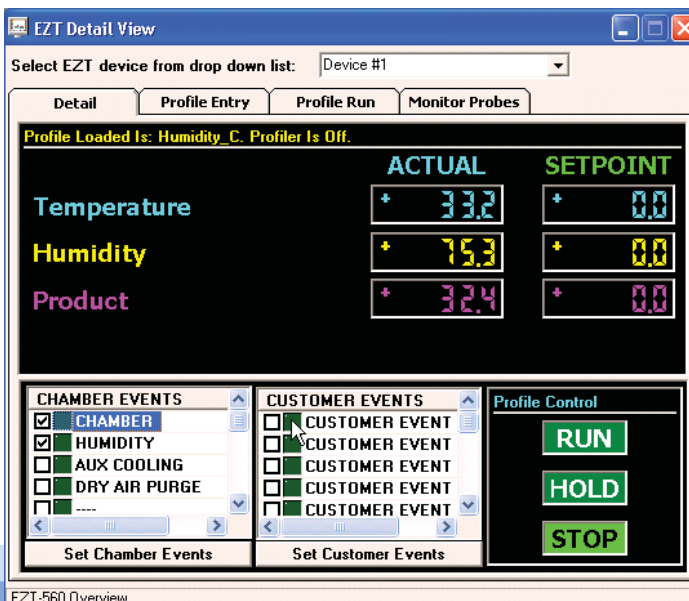 EZT Detail View
Select EZT device from drop down list: Device #1
Detail Profile Entry Profile Run Monitor Probes
Profile Loaded Is: Humidity_C. Profiler Is Off.
ACTUAL SETPOINT
Temperature + 33.2 + 0.0
Humidity + 75.3 + 0.0
Product + 32.4 + 0.0
CHAMBER EVENTS
CHAMBER
HUMIDITY
AUX COOLING
DRY AIR PURGE
----
Set Chamber Events
CUSTOMER EVENTS
CUSTOMER EVENT
CUSTOMER EVENT
CUSTOMER EVENT
CUSTOMER EVENT
CUSTOMER EVENT
Set Customer Events
Profile Control
RUN
HOLD
STOP
EZT-560 Overview